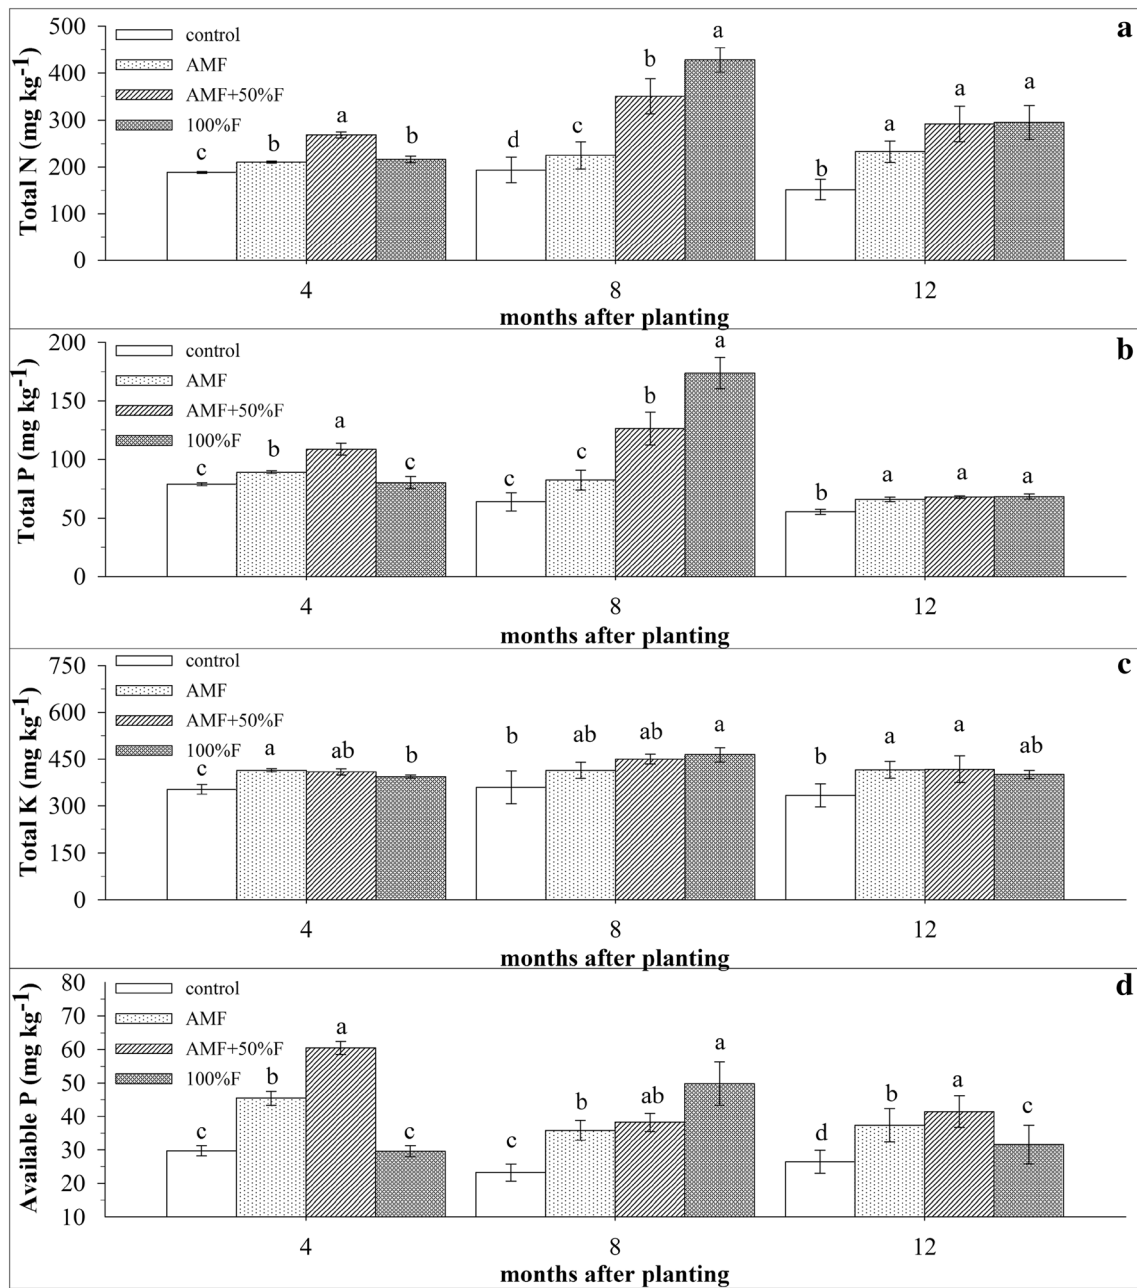 a
Total N (mg kg-1)
500
400
300
200
100
0
control
AMF
AMF+50%F
100%F
c b a b
d c b a
b a a a
4 8 12
months after planting
b
Total P (mg kg-1)
200
150
100
50
0
control
AMF
AMF+50%F
100%F
c b a c
c c b a
b a a a
4 8 12
months after planting
c
Total K (mg kg-1)
750
600
450
300
150
0
control
AMF
AMF+50%F
100%F
c a ab b
b ab ab a
b a a ab
4 8 12
months after planting
d
Available P (mg kg-1)
80
70
60
50
40
30
20
10
control
AMF
AMF+50%F
100%F
c b a c
c b ab a
d b a c
4 8 12
months after planting